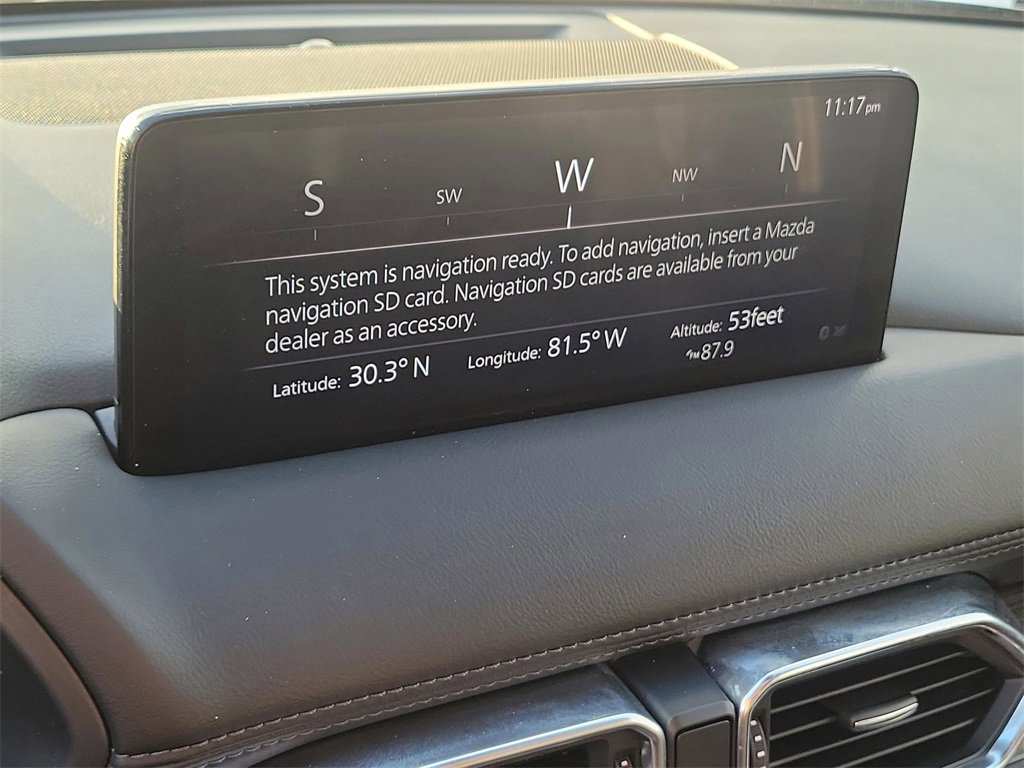 11:17pm
S SW W NW N
This system is navigation ready. To add navigation, insert a Mazda
navigation SD card. Navigation SD cards are available from your
dealer as an accessory.
Latitude: 30.3° N Longitude: 81.5° W Altitude: 53feet
FM 87.9